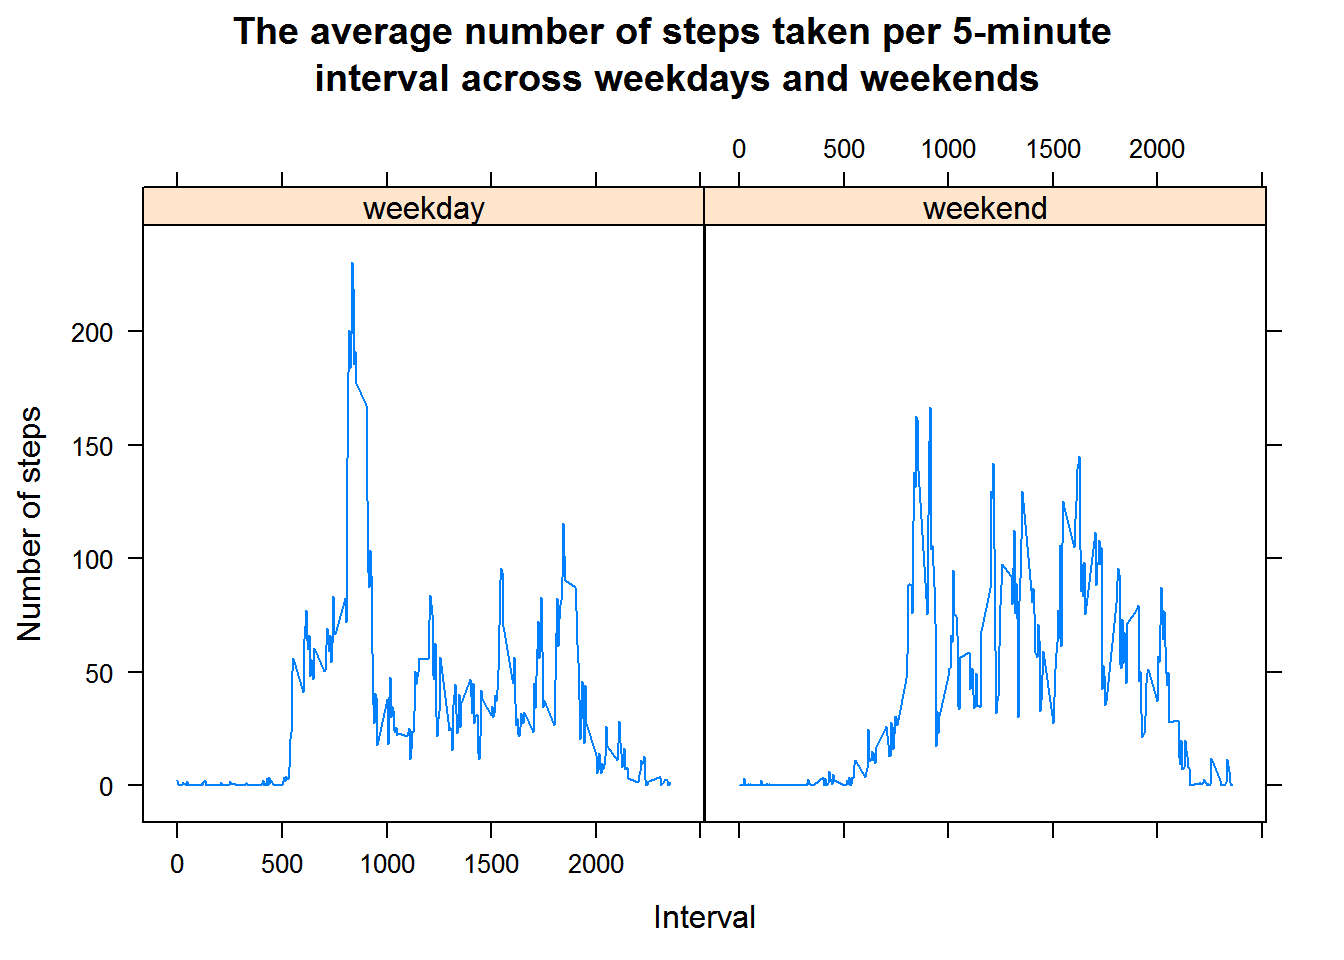 The average number of steps taken per 5-minute
interval across weekdays and weekends
0 500 1000 1500 2000
weekday weekend
200
150
100
50
0
Number of steps
0 500 1000 1500 2000
Interval